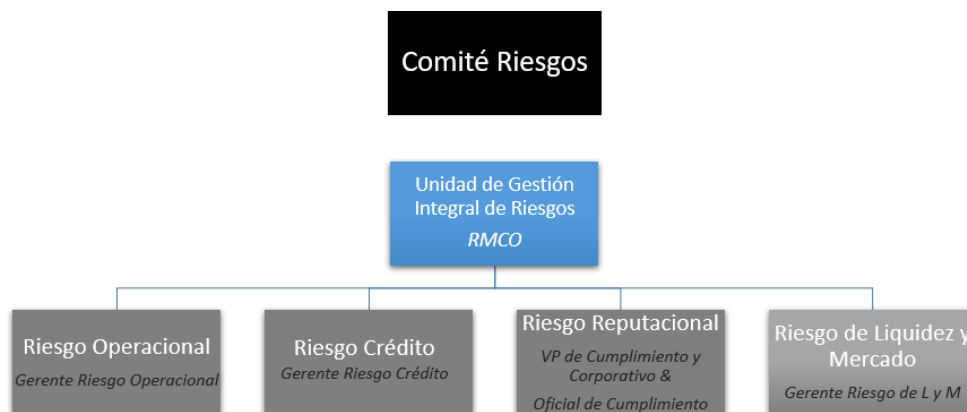 Comité Riesgos
Unidad de Gestión
Integral de Riesgos
RMCO
Riesgo Operacional
Gerente Riesgo Operacional
Riesgo Crédito
Gerente Riesgo Crédito
Riesgo Reputacional
VP de Cumplimiento y
Corporativo &
Oficial de Cumplimiento
Riesgo de Liquidez y
Mercado
Gerente Riesgo de L y M